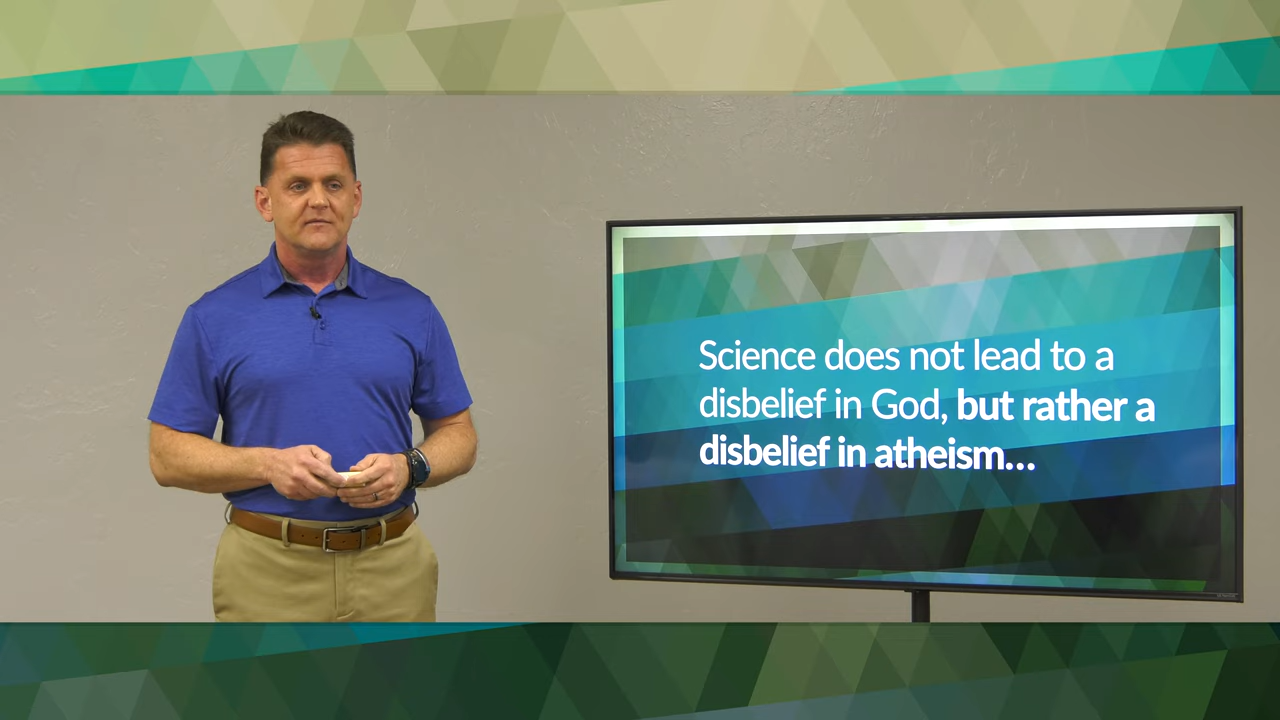 Science does not lead to a
disbelief in God, but rather a
disbelief in atheism...